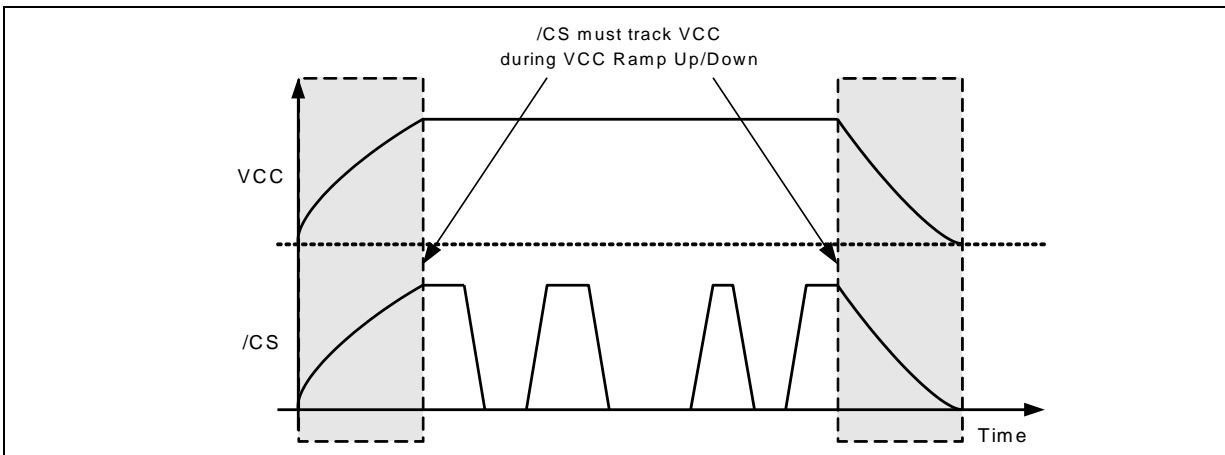 /CS must track VCC
during VCC Ramp Up/Down
VCC
/CS
Time